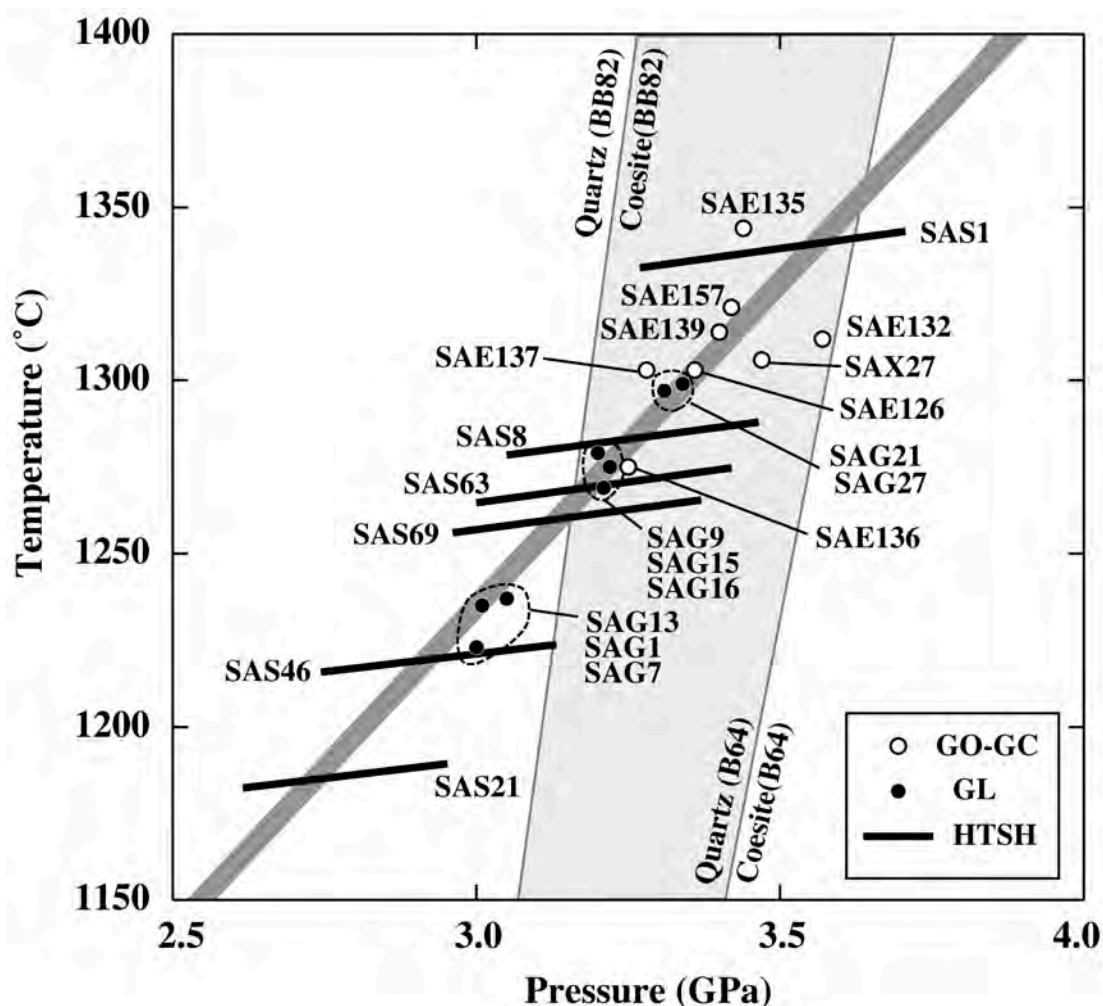 1400
1350
1300
1250
1200
1150
Temperature (˚C)
2.5
3.0
3.5
4.0
Pressure (GPa)
Quartz (BB82)
Coesite(BB82)
SAE135
SAS1
SAE157
SAE139
SAE132
SAE137
SAX27
SAE126
SAS8
SAG21
SAG27
SAS63
SAS69
SAG9
SAG15
SAG16
SAE136
SAG13
SAG1
SAG7
SAS46
SAS21
Quartz (B64)
Coesite(B64)
GO-GC
GL
HTSH